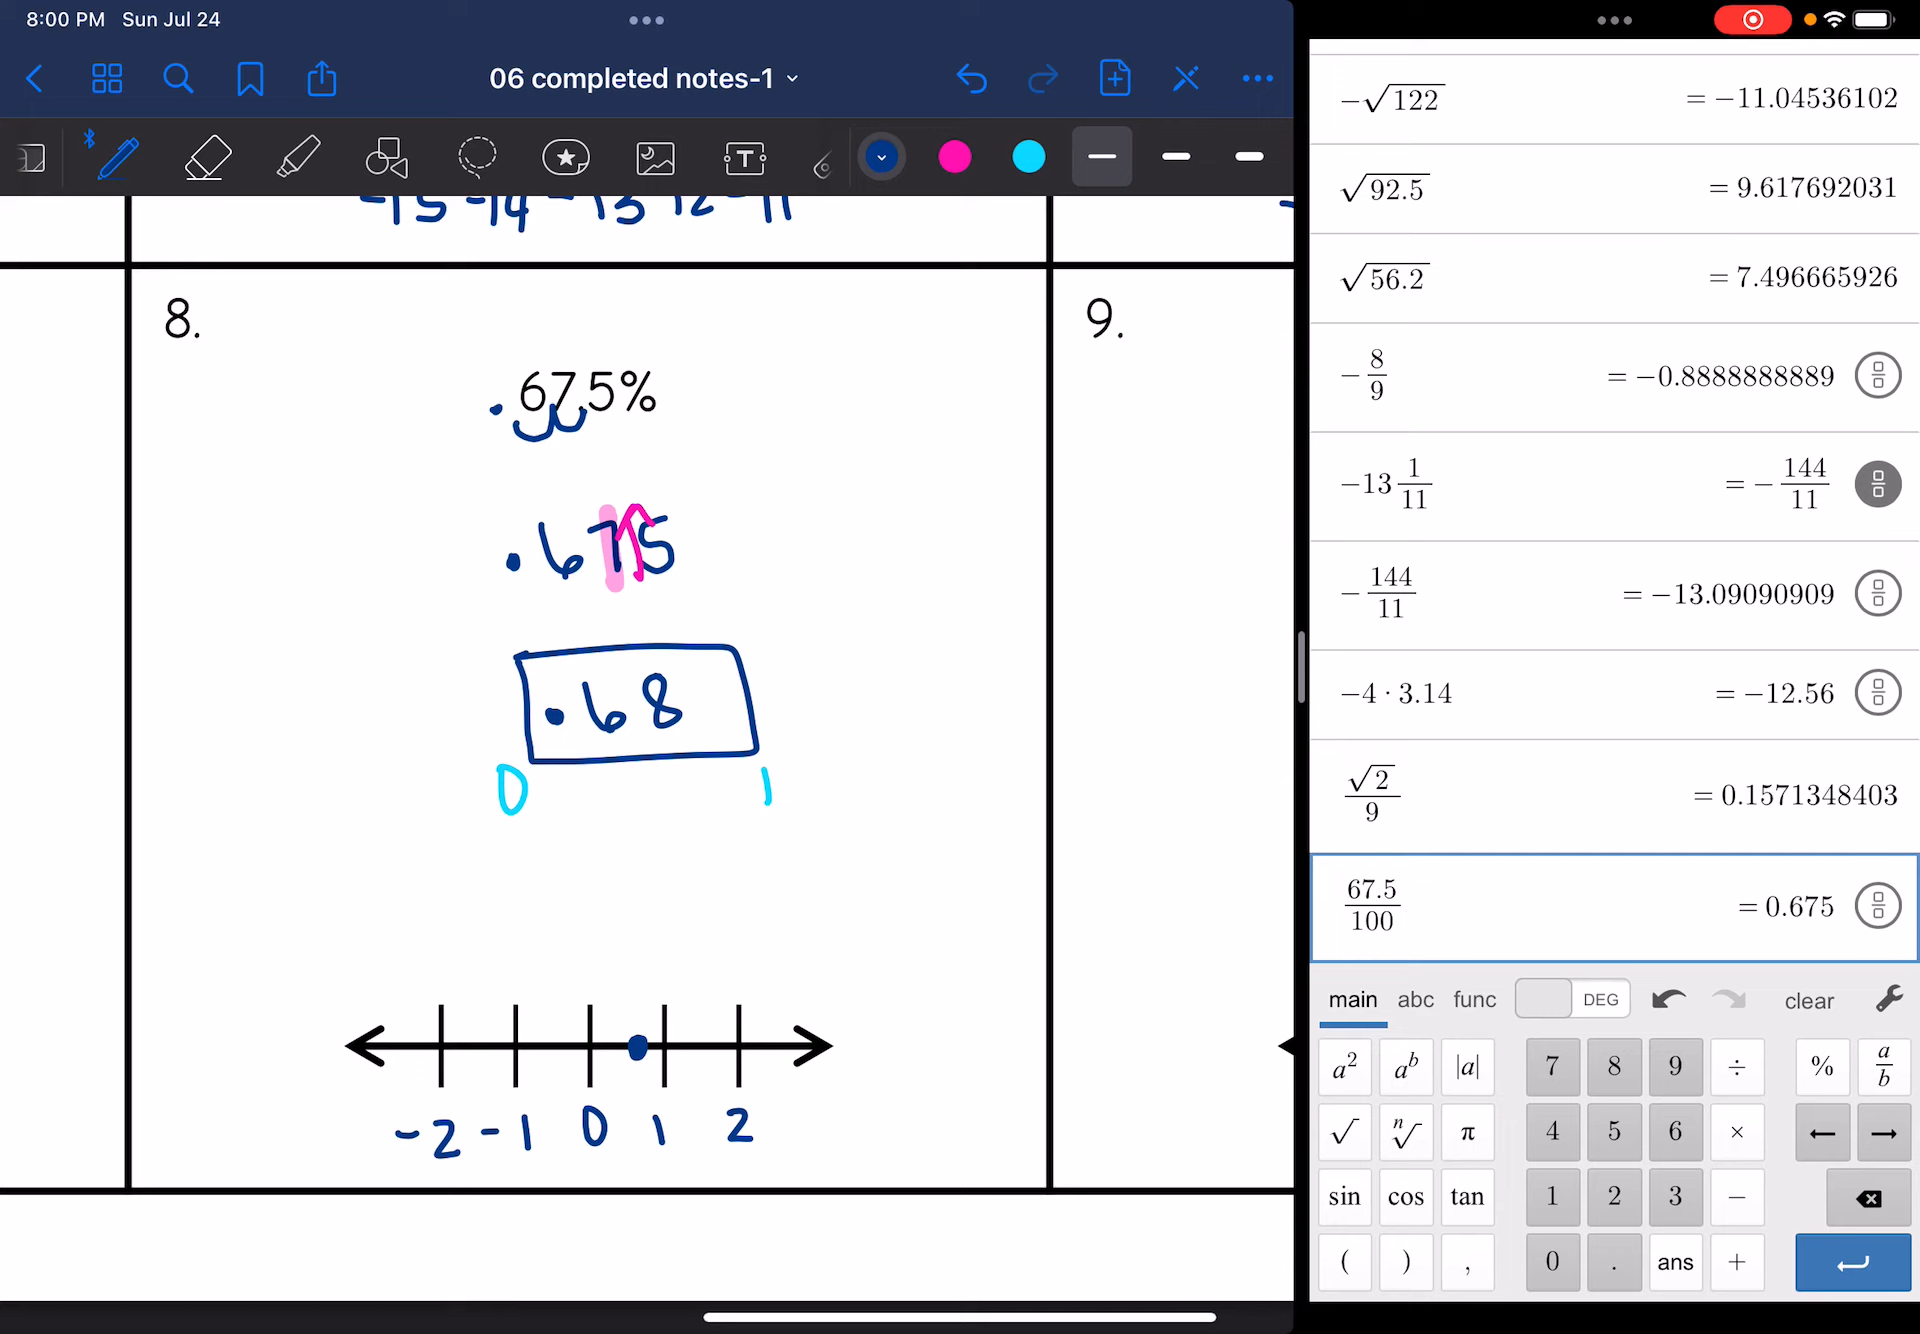 8:00 PM Sun Jul 24
06 completed notes-1
T
8.
9.
67.5%
.675
.68
0 1
-2 -1 0 1 2
-√122 = -11.04536102
√92.5 = 9.617692031
√56.2 = 7.496665926
-8/9 = -0.8888888889
-13 1/11 = -144/11
-144/11 = -13.09090909
-4 · 3.14 = -12.56
√2/9 = 0.1571348403
67.5/100 = 0.675
main abc func DEG clear
a² aᵇ |a| 7 8 9 ÷ % a/b
√ ⁿ√ π 4 5 6 × ← →
sin cos tan 1 2 3 −
( ) , 0 . ans +